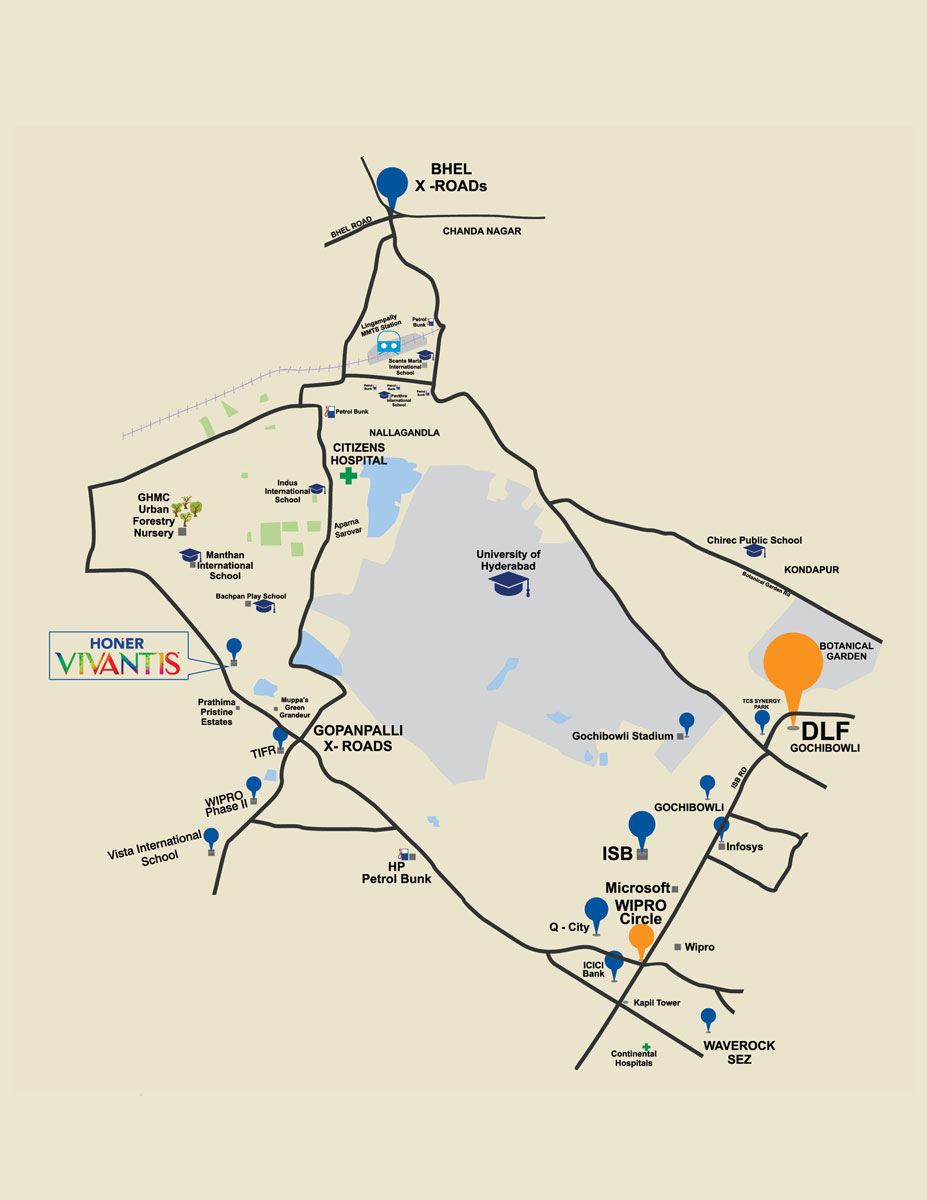 BHEL
X -ROADs
BHEL ROAD
CHANDA NAGAR
Lingampally
MMTS Station
Petrol
Bunk
Scenta Maria
International
School
Petrol
Bunk
Petrol
Bunk
Petrol
Bunk
Pavithra
International
School
Petrol Bunk
NALLAGANDLA
CITIZENS
HOSPITAL
Indus
International
School
GHMC
Urban
Forestry
Nursery
Aparna
Sarovar
Manthan
International
School
Bachpan Play School
University of
Hyderabad
Chirec Public School
KONDAPUR
Botanical Garden Rd
BOTANICAL
GARDEN
HONER
VIVANTIS
Prathima
Pristine
Estates
Muppa's
Green
Grandeur
GOPANPALLI
X- ROADS
TIFR
TCS SYNERGY
PARK
DLF
GOCHIBOWLI
Gochibowli Stadium
ISB RD
WIPRO
Phase II
GOCHIBOWLI
Vista International
School
ISB
Infosys
HP
Petrol Bunk
Microsoft
WIPRO
Circle
Q - City
Wipro
ICICI
Bank
Kapil Tower
WAVEROCK
SEZ
Continental
Hospitals